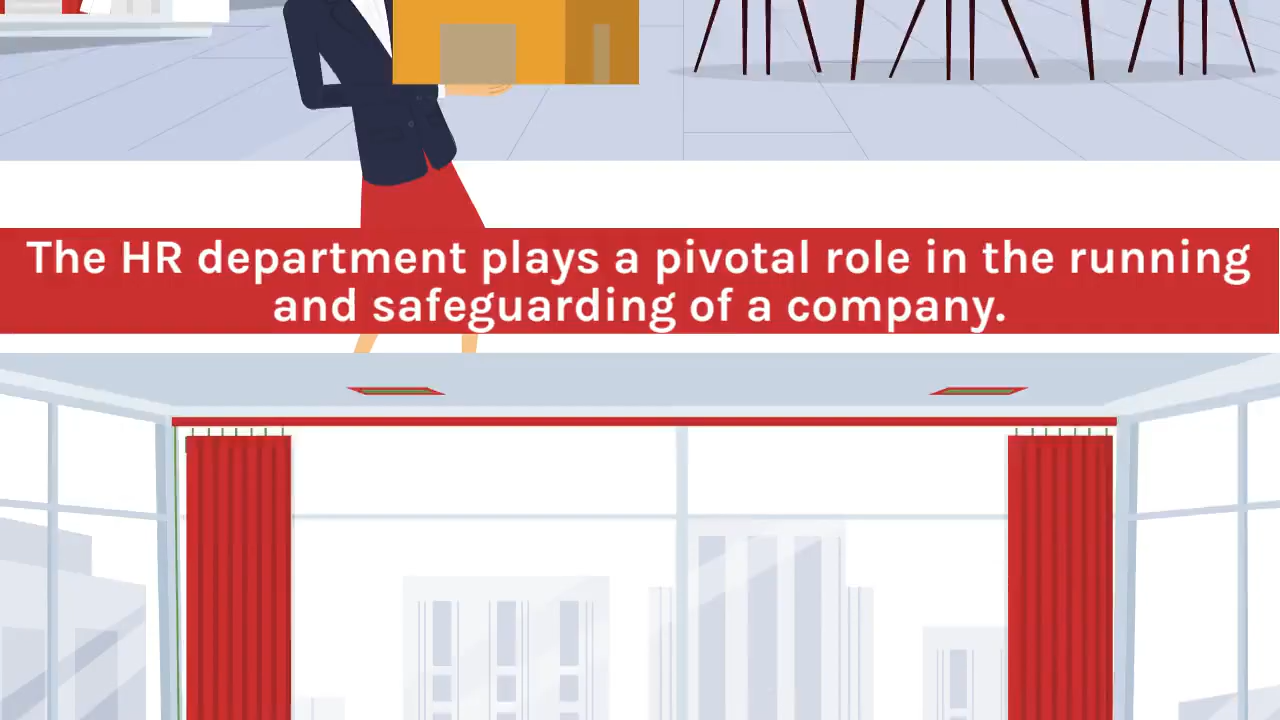 The HR department plays a pivotal role in the running
and safeguarding of a company.